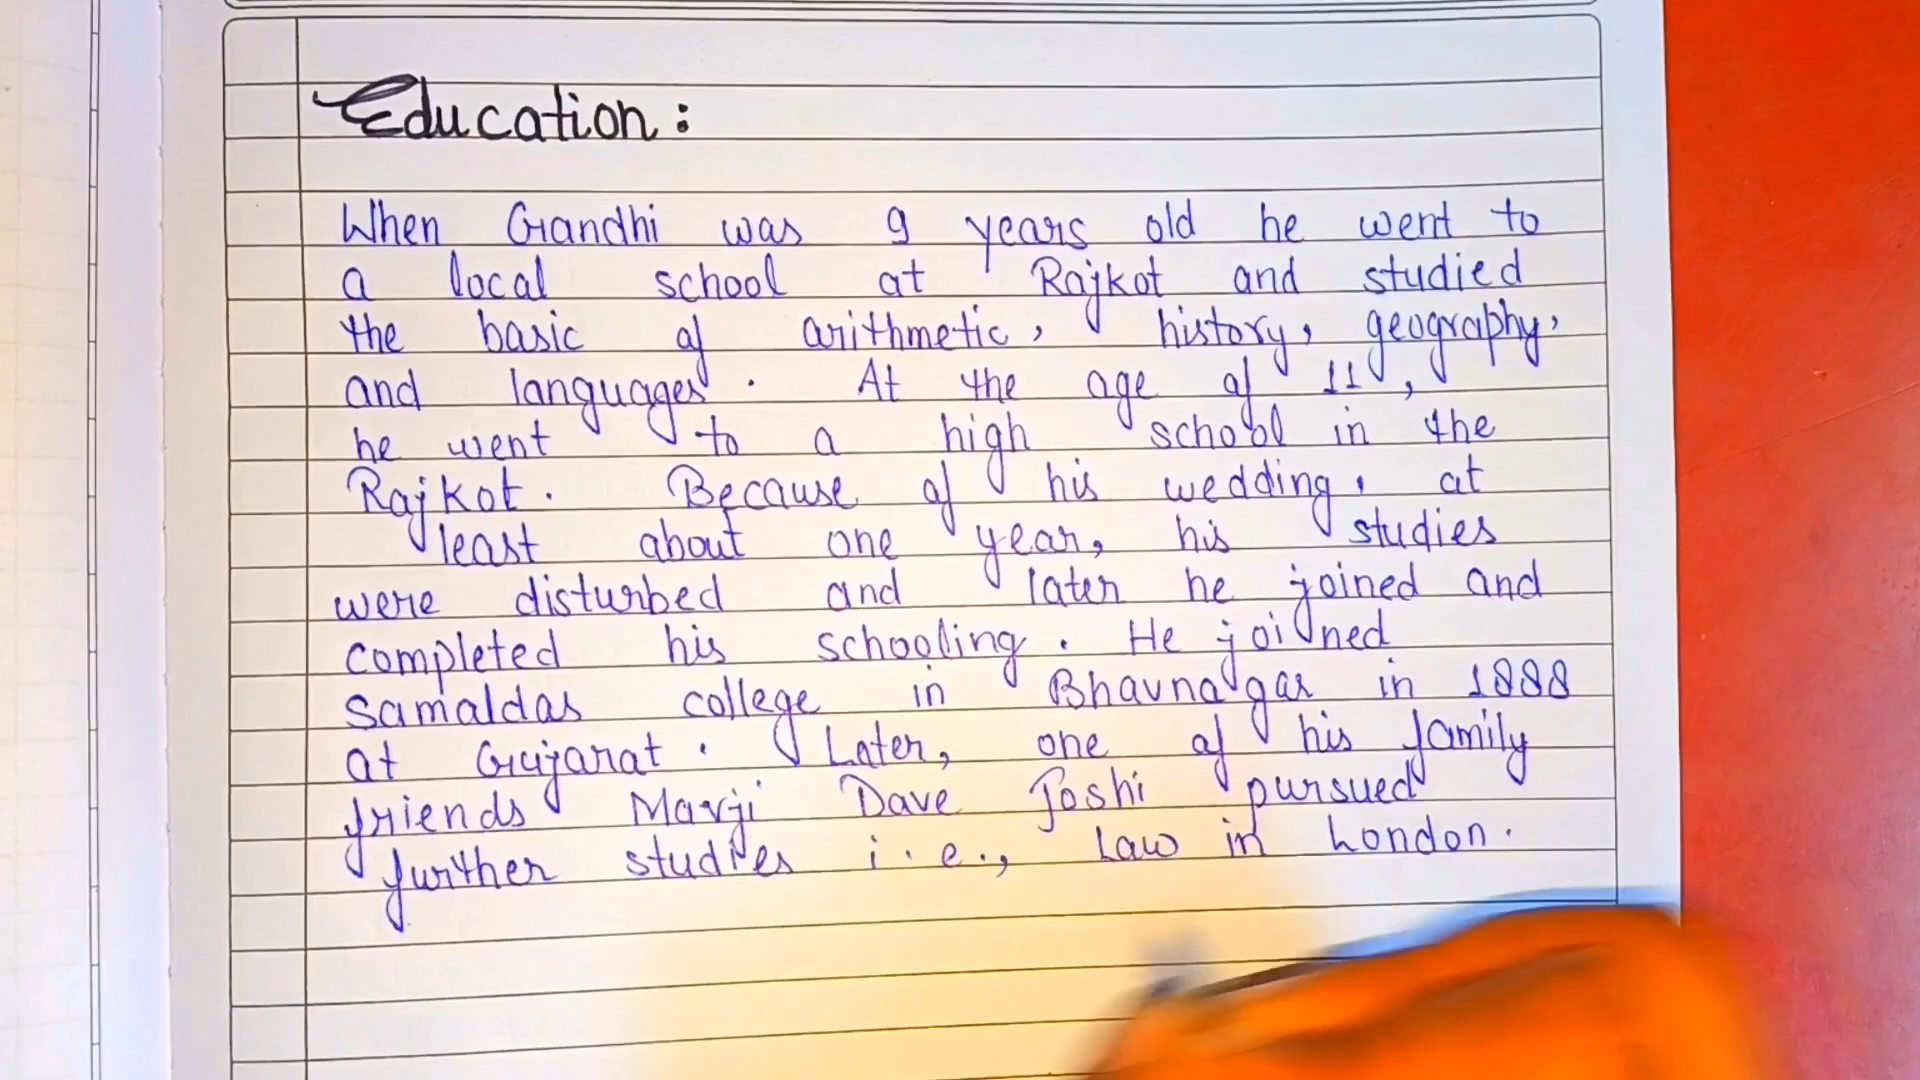 Education:
When Gandhi was 9 years old he went to
a local school at Rajkot and studied
the basic of arithmetic, history, geography,
and languages. At the age of 11,
he went to a high school in the
Rajkot. Because of his wedding, at
least about one year, his studies
were disturbed and later he joined and
completed his schooling. He joined
samaldas college in Bhavnagar in 1888
at Gujarat. Later, one of his family
friends Mavji Dave Joshi pursued
further studies i.e., Law in London.